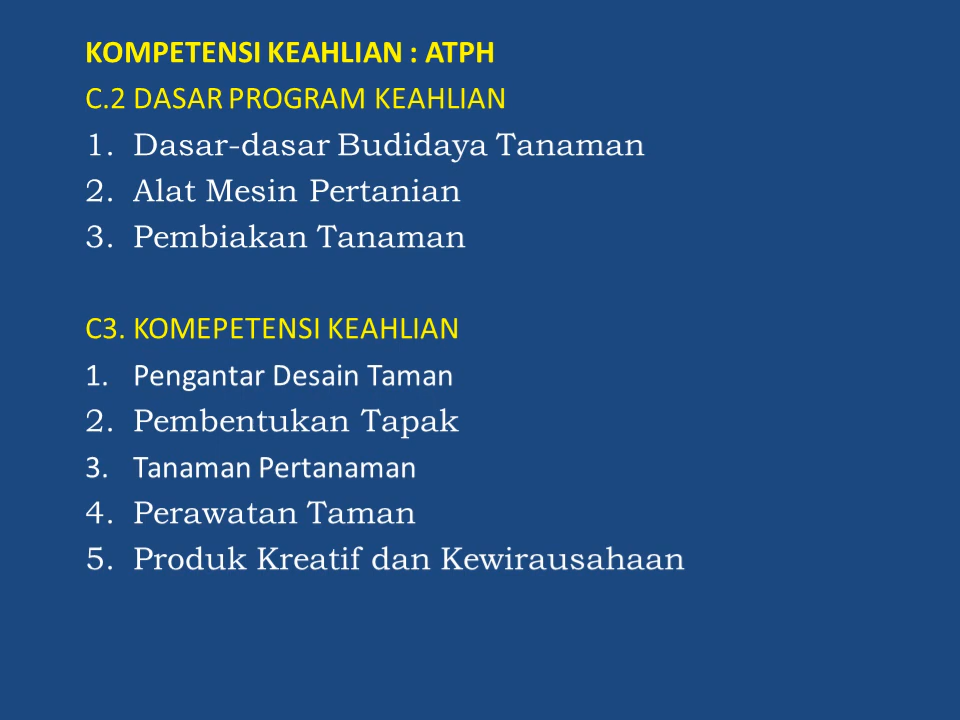 KOMPETENSI KEAHLIAN : ATPH
C.2 DASAR PROGRAM KEAHLIAN
1. Dasar-dasar Budidaya Tanaman
2. Alat Mesin Pertanian
3. Pembiakan Tanaman
C3. KOMEPETENSI KEAHLIAN
1. Pengantar Desain Taman
2. Pembentukan Tapak
3. Tanaman Pertanaman
4. Perawatan Taman
5. Produk Kreatif dan Kewirausahaan